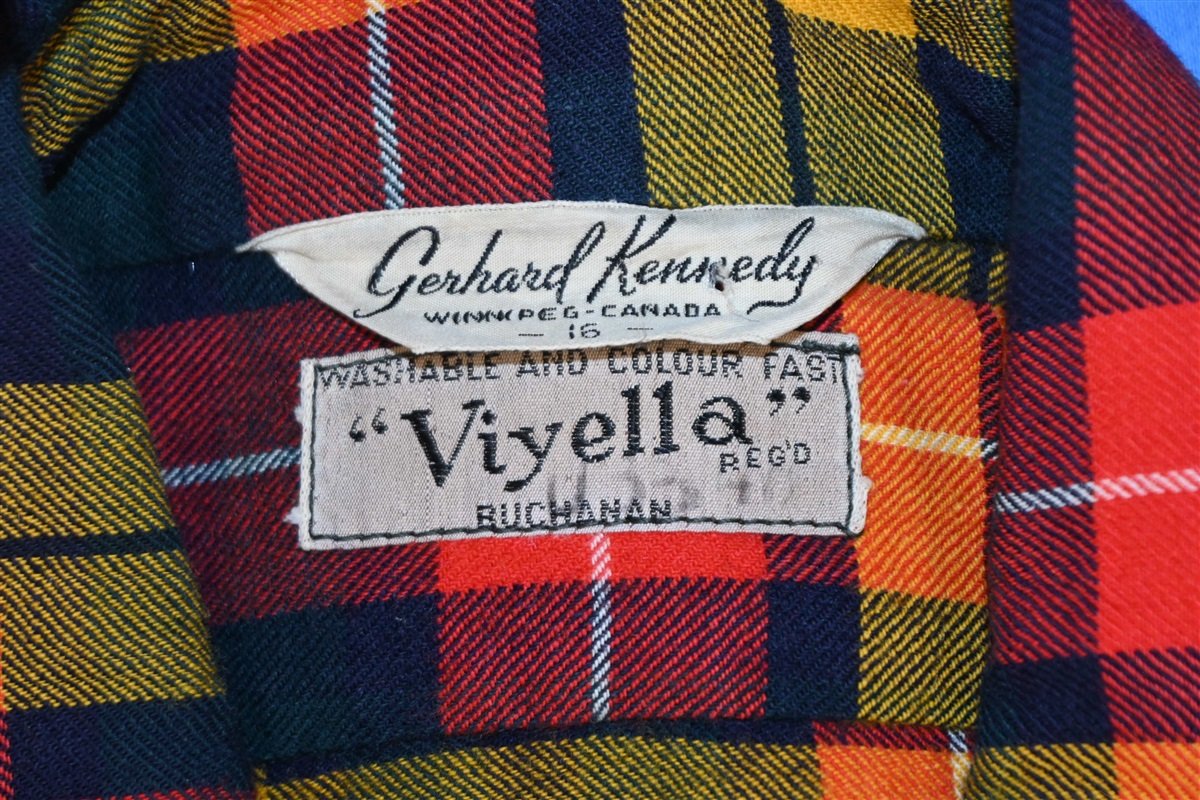 Gerhard Kennedy
WINNIPEG-CANADA
— 16 —
WASHABLE AND COLOUR FAST
“Viyella”
REG'D
BUCHANAN